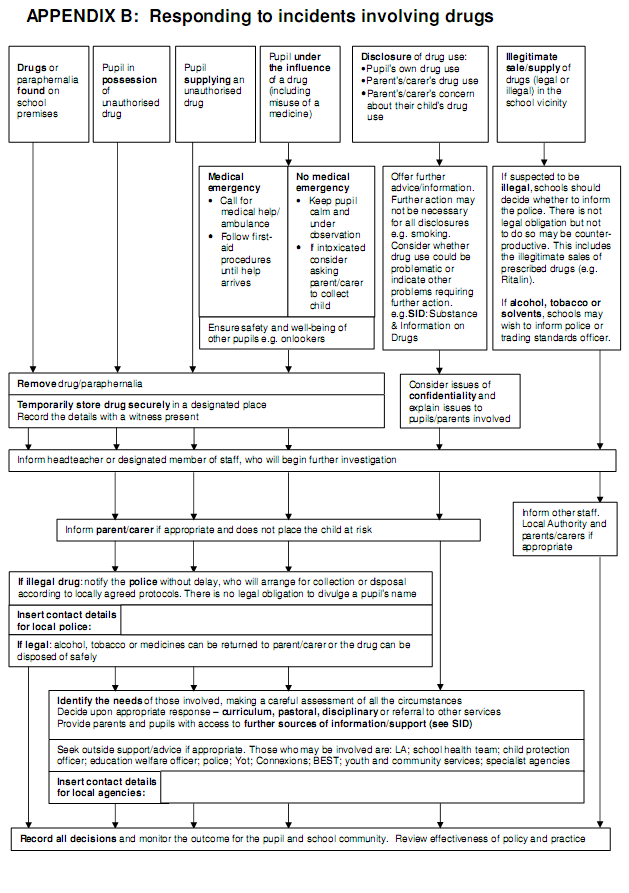 APPENDIX B: Responding to incidents involving drugs
Drugs or
paraphernalia
found on
school
premises
Pupil in
possession
of
unauthorised
drug
Pupil
supplying an
unauthorised
drug
Pupil under
the influence
of a drug
(including
misuse of a
medicine)
Disclosure of drug use:
•Pupil's own drug use
•Parent's/carer's drug use
•Parent's/carer's concern
about their child's drug
use
Illegitimate
sale/supply of
drugs (legal or
illegal) in the
school vicinity
Medical
emergency
• Call for
medical help/
ambulance
• Follow first-
aid
procedures
until help
arrives
No medical
emergency
• Keep pupil
calm and
under
observation
• If intoxicated
consider
asking
parent/carer
to collect
child
Ensure safety and well-being of
other pupils e.g. onlookers
Offer further
advice/information.
Further action may
not be necessary
for all disclosures
e.g. smoking.
Consider whether
drug use could be
problematic or
indicate other
problems requiring
further action.
e.g.SID:Substance
& Information on
Drugs
If suspected to be
illegal, schools should
decide whether to inform
the police. There is not
legal obligation but not
to do so may be counter-
productive. This includes
the illegitimate sales of
prescribed drugs (e.g.
Ritalin).
If alcohol, tobacco or
solvents, schools may
wish to inform police or
trading standards officer.
Remove drug/paraphernalia
Temporarily store drug securely in a designated place
Record the details with a witness present
Consider issues of
confidentiality and
explain issues to
pupils/parents involved
Inform headteacher or designated member of staff, who will begin further investigation
Inform other staff.
Local Authority and
parents/carers if
appropriate
Inform parent/carer if appropriate and does not place the child at risk
If illegal drug: notify the police without delay, who will arrange for collection or disposal
according to locally agreed protocols. There is no legal obligation to divulge a pupil's name
Insert contact details
for local police:
If legal: alcohol, tobacco or medicines can be returned to parent/carer or the drug can be
disposed of safely
Identify the needs of those involved, making a careful assessment of all the circumstances
Decide upon appropriate response – curriculum, pastoral, disciplinary or referral to other services
Provide parents and pupils with access to further sources of information/support (see SID)
Seek outside support/advice if appropriate. Those who may be involved are: LA; school health team; child protection
officer; education welfare officer; police; Yot; Connexions; BEST; youth and community services; specialist agencies
Insert contact details
for local agencies:
Record all decisions and monitor the outcome for the pupil and school community. Review effectiveness of policy and practice